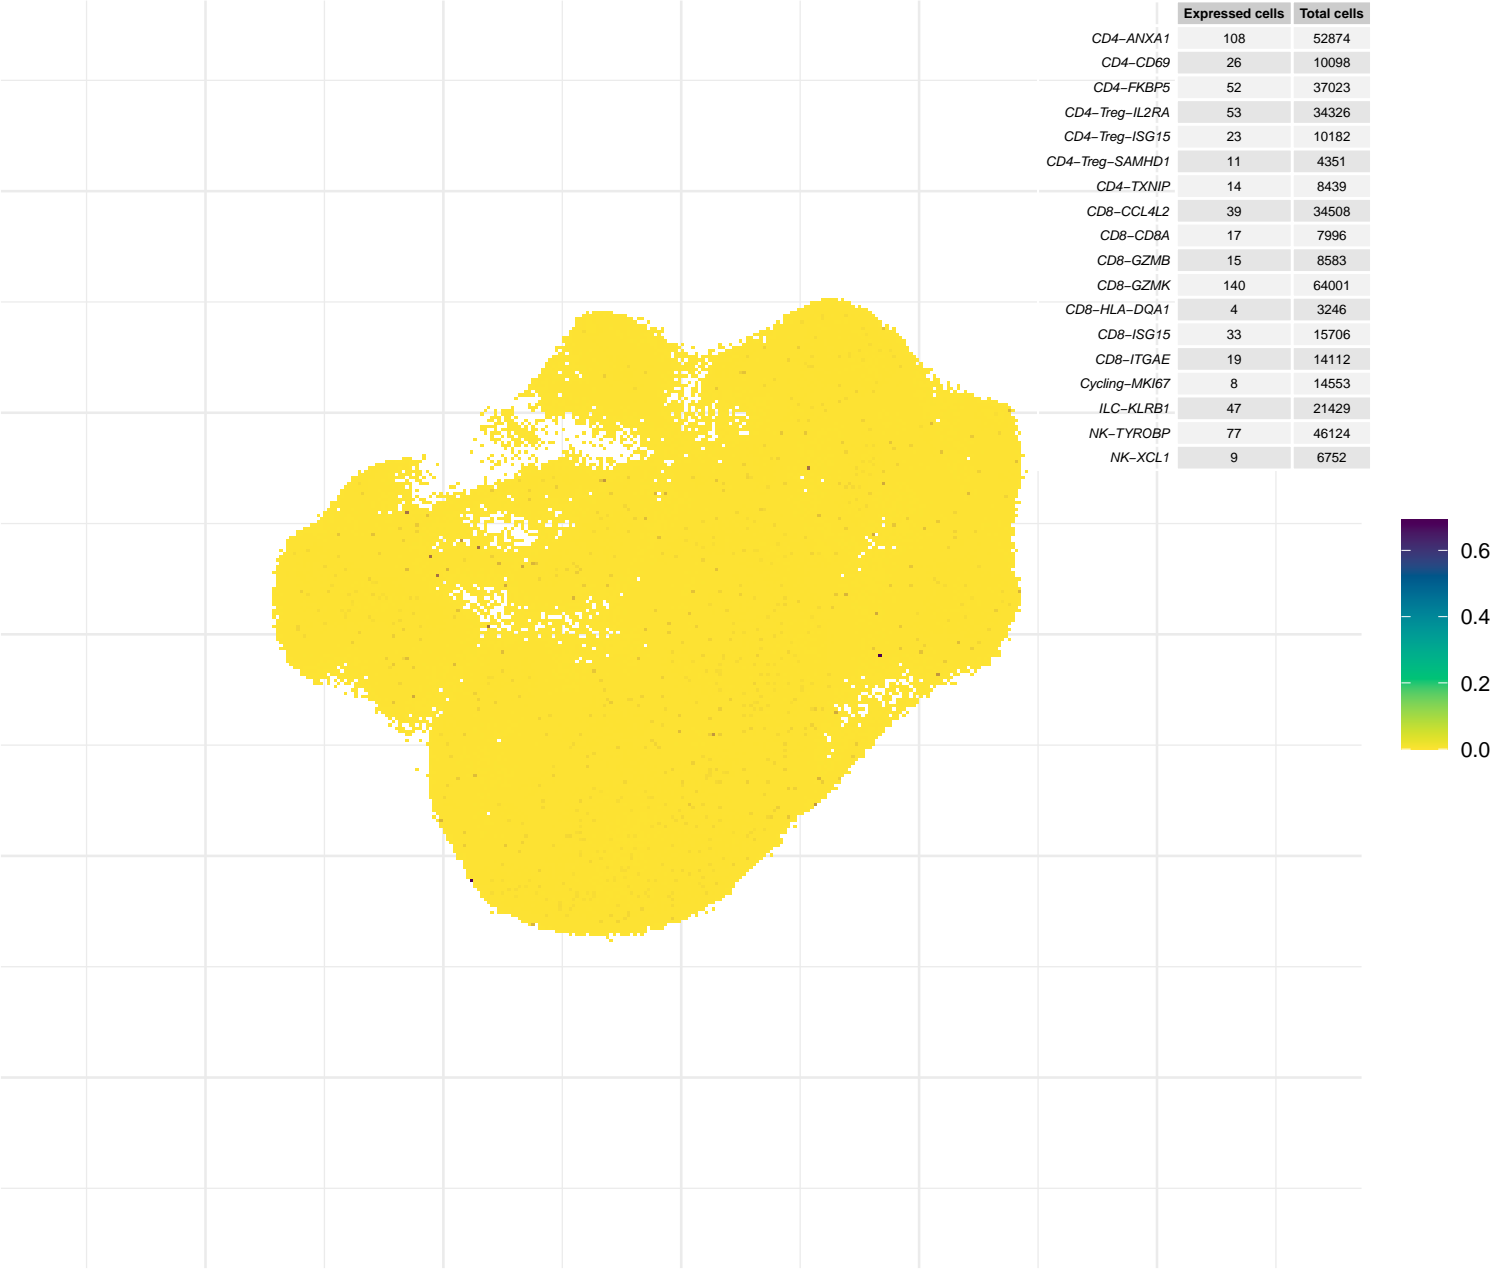 Expressed cells Total cells
CD4−ANXA1 108 52874
CD4−CD69 26 10098
CD4−FKBP5 52 37023
CD4−Treg−IL2RA 53 34326
CD4−Treg−ISG15 23 10182
CD4−Treg−SAMHD1 11 4351
CD4−TXNIP 14 8439
CD8−CCL4L2 39 34508
CD8−CD8A 17 7996
CD8−GZMB 15 8583
CD8−GZMK 140 64001
CD8−HLA−DQA1 4 3246
CD8−ISG15 33 15706
CD8−ITGAE 19 14112
Cycling−MKI67 8 14553
ILC−KLRB1 47 21429
NK−TYROBP 77 46124
NK−XCL1 9 6752
0.6
0.4
0.2
0.0